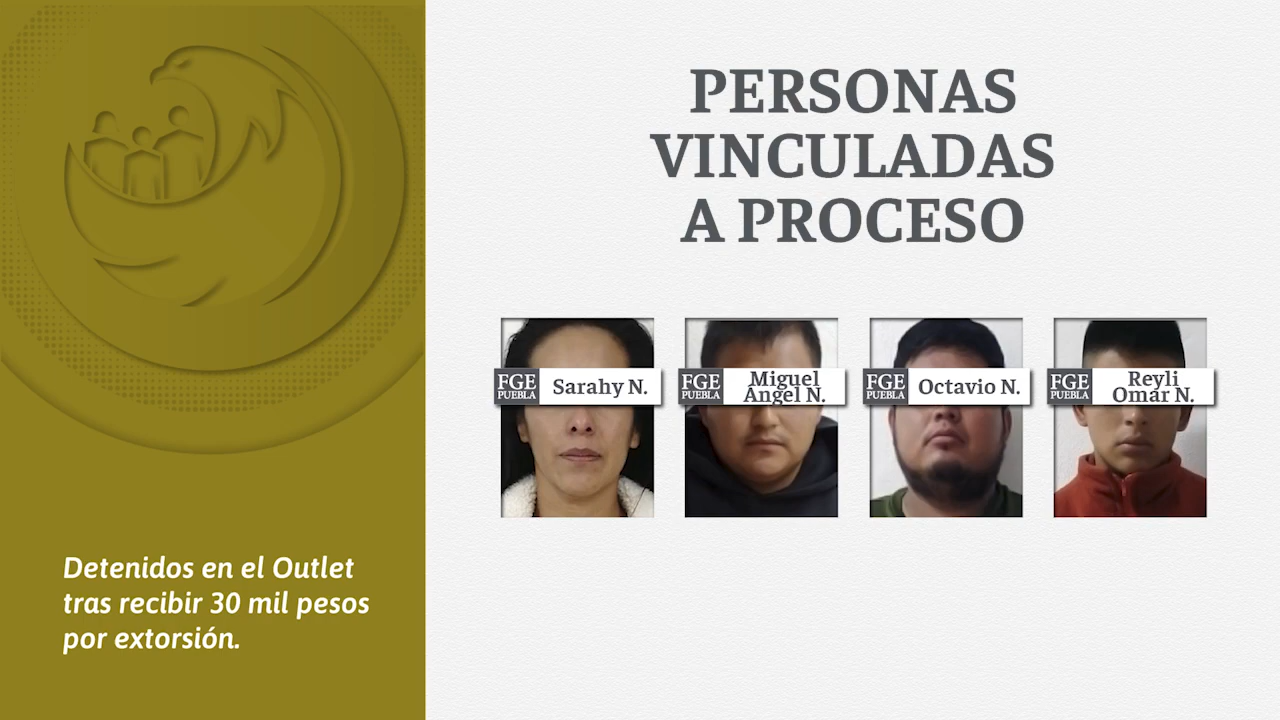 PERSONAS
VINCULADAS
A PROCESO
FGE
PUEBLA
Sarahy N.
FGE
PUEBLA
Miguel
Ángel N.
FGE
PUEBLA
Octavio N.
FGE
PUEBLA
Reyli
Omar N.
Detenidos en el Outlet
tras recibir 30 mil pesos
por extorsión.